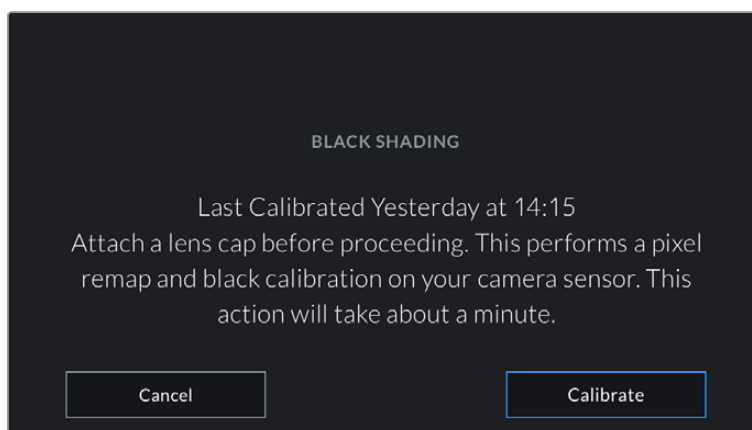 BLACK SHADING
Last Calibrated Yesterday at 14:15
Attach a lens cap before proceeding. This performs a pixel
remap and black calibration on your camera sensor. This
action will take about a minute.
Cancel
Calibrate